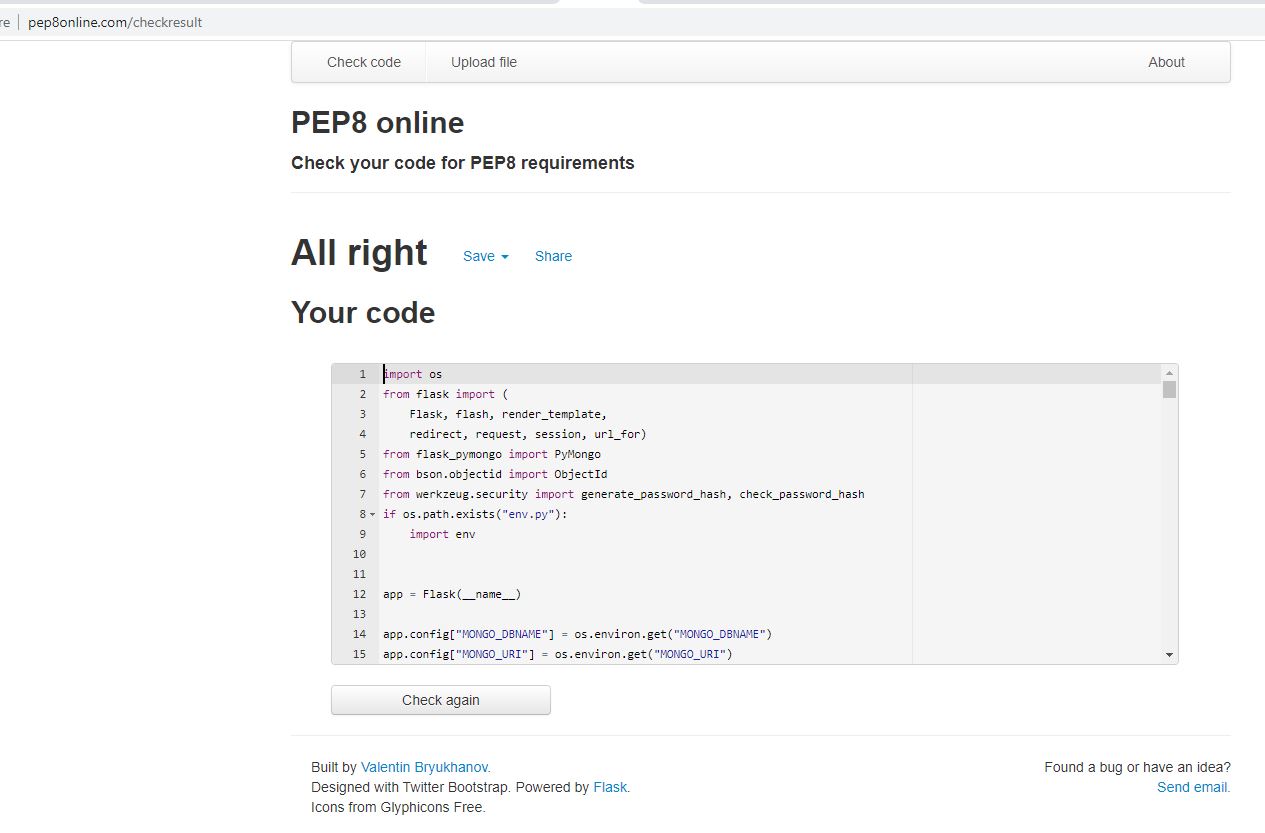 re pep8online.com/checkresult
Check code Upload file About
PEP8 online
Check your code for PEP8 requirements
All right Save Share
Your code
1 import os
2 from flask import (
3     Flask, flash, render_template,
4     redirect, request, session, url_for)
5 from flask_pymongo import PyMongo
6 from bson.objectid import ObjectId
7 from werkzeug.security import generate_password_hash, check_password_hash
8 if os.path.exists("env.py"):
9     import env
10
11
12 app = Flask(__name__)
13
14 app.config["MONGO_DBNAME"] = os.environ.get("MONGO_DBNAME")
15 app.config["MONGO_URI"] = os.environ.get("MONGO_URI")
Check again
Built by Valentin Bryukhanov.
Designed with Twitter Bootstrap. Powered by Flask.
Icons from Glyphicons Free.
Found a bug or have an idea?
Send email.